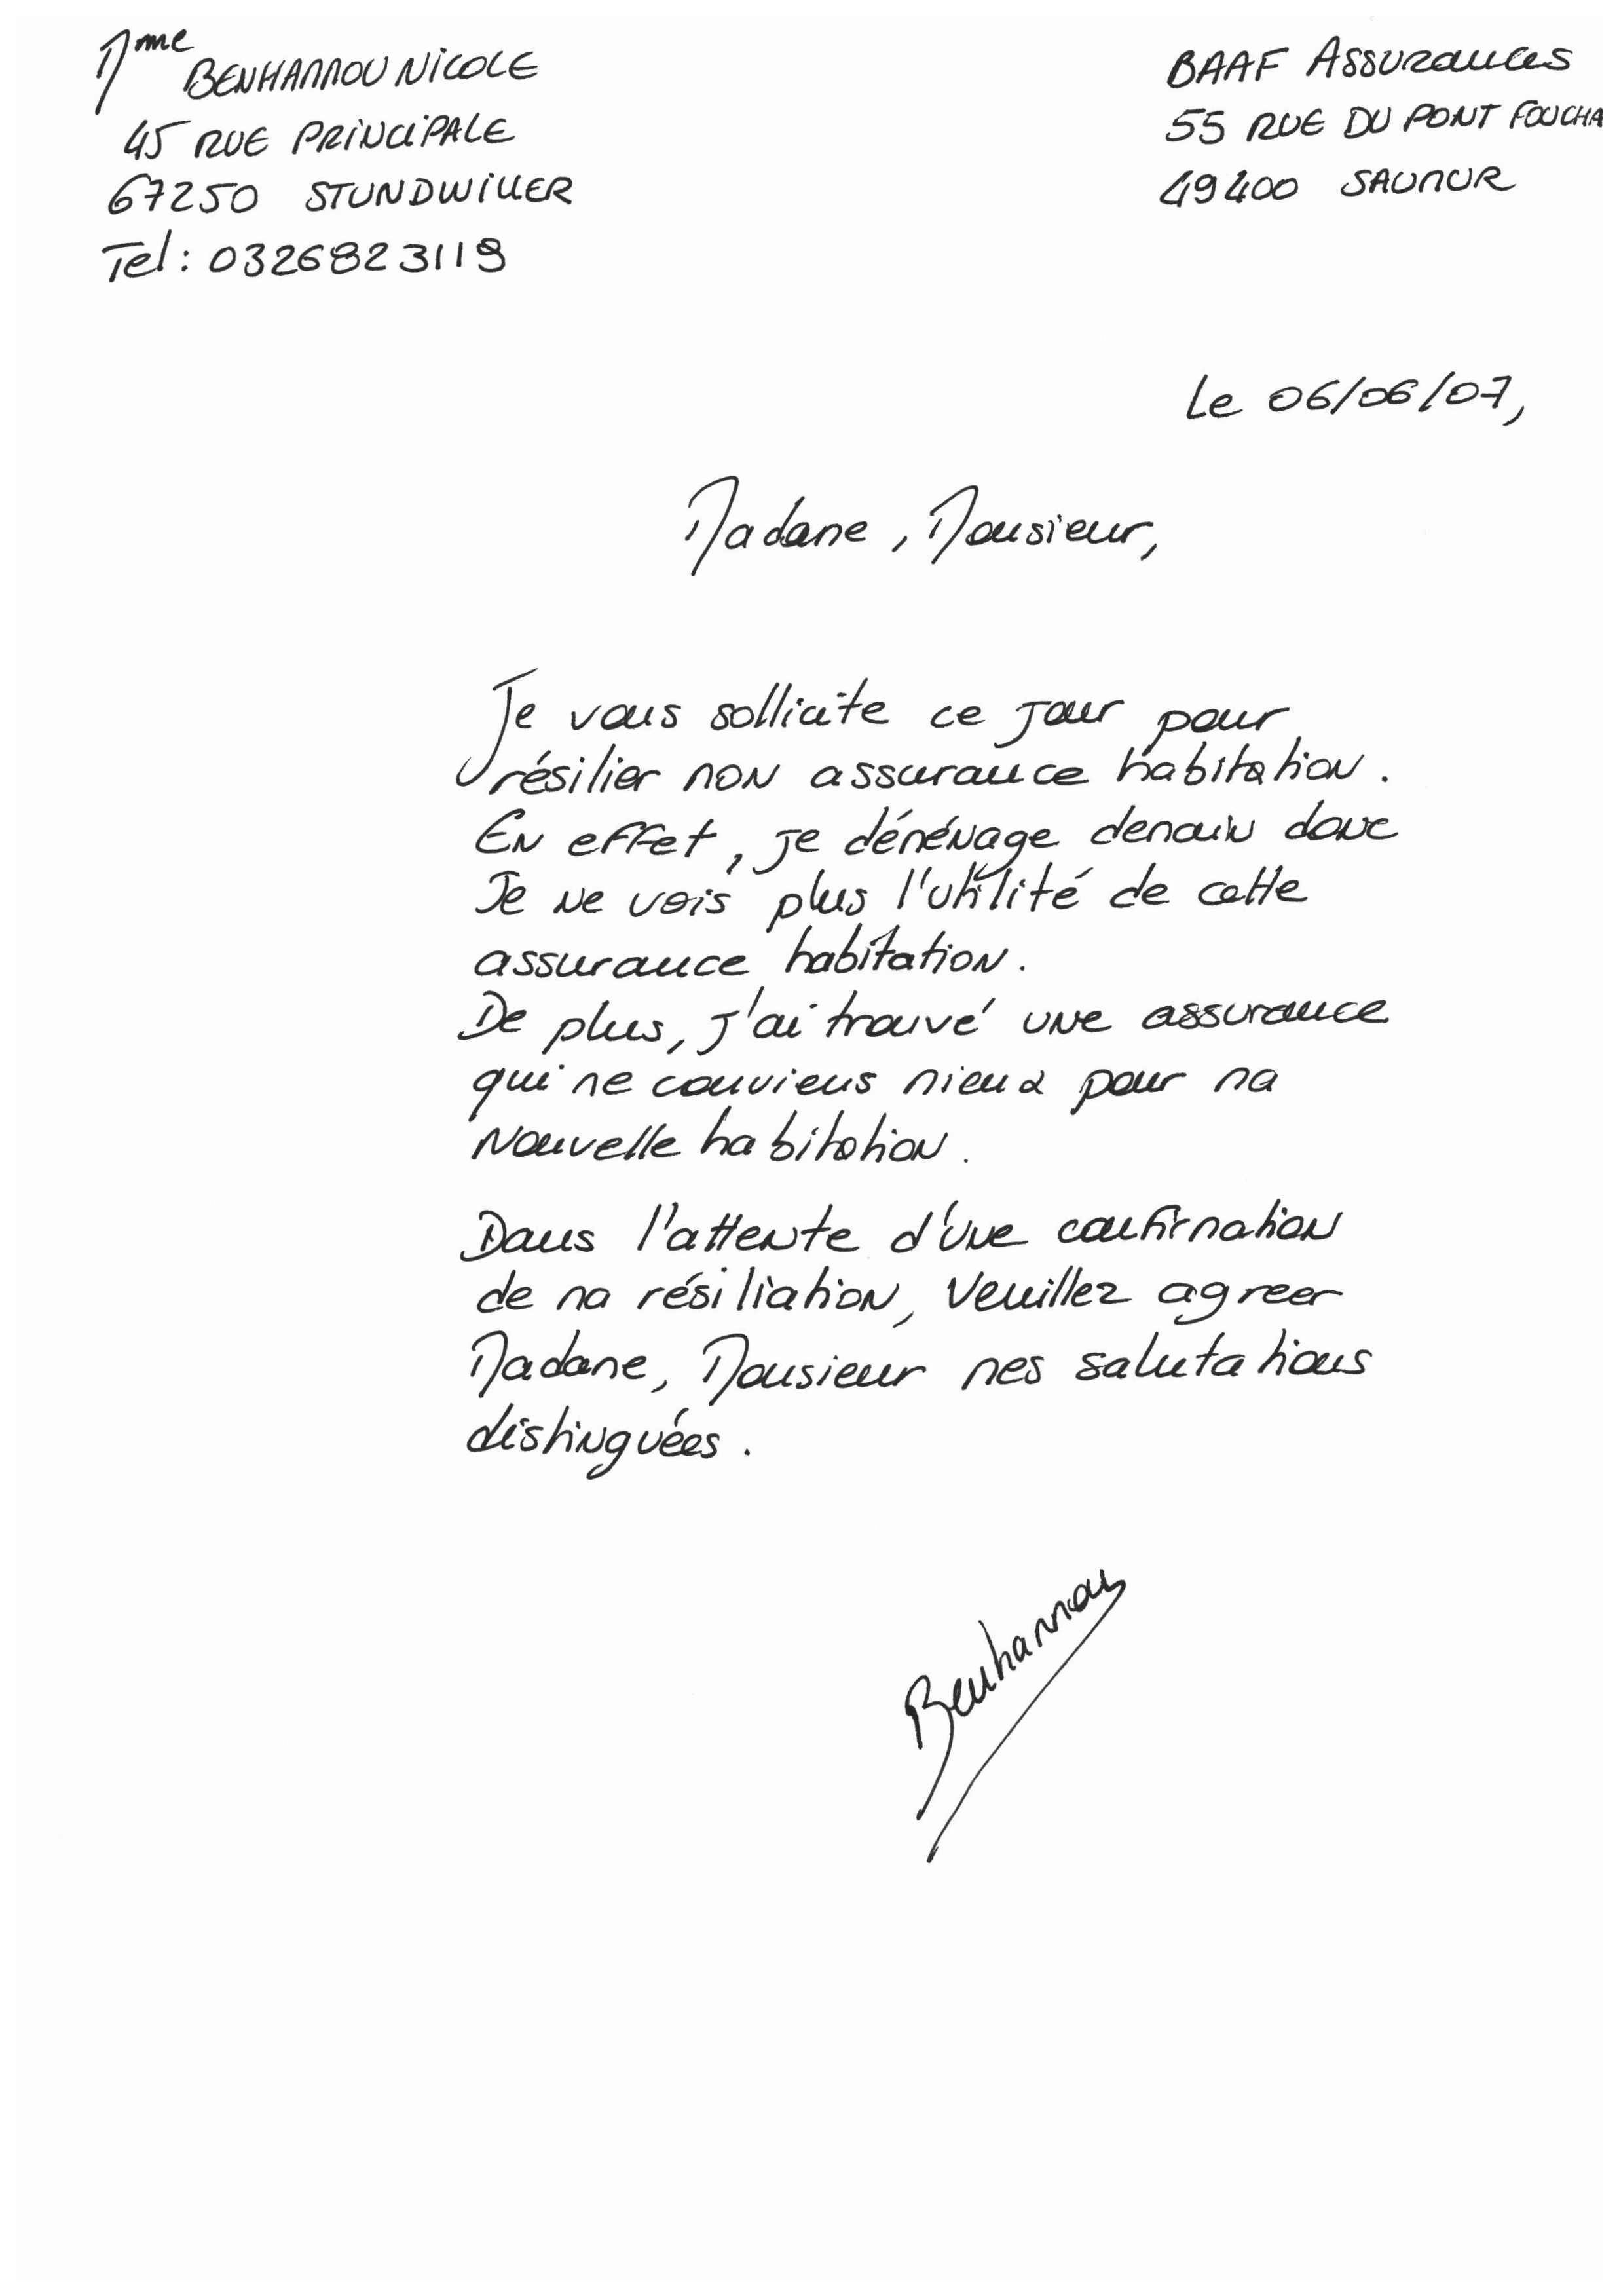 Mme BENHAMMOU NICOLE
45 RUE PRINCIPALE
67250 STUNDWILLER
Tel : 0326823119
BAAF Assurances
55 RUE DU PONT FOUCHA
49400 SAUMUR
Le 06/06/07,
Madame, Monsieur,
Je vous sollicite ce jour pour
résilier mon assurance habitation.
En effet, je déménage demain donc
Je ne vois plus l'utilité de cette
assurance habitation.
De plus, j'ai trouvé une assurance
qui me conviens mieux pour ma
Nouvelle habitation.
Dans l'attente d'une confirmation
de ma résiliation, Veuillez agreer
Madame, Monsieur mes salutations
distinguées.
Benhammou